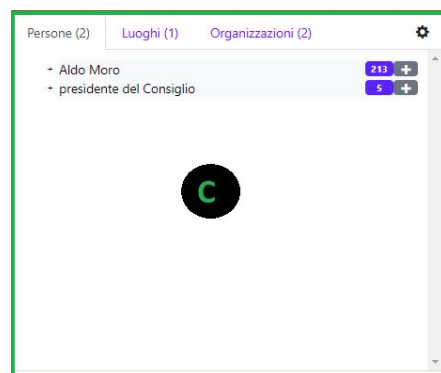 Persone (2) Luoghi (1) Organizzazioni (2)
Aldo Moro 213 +
presidente del Consiglio 5 +
C